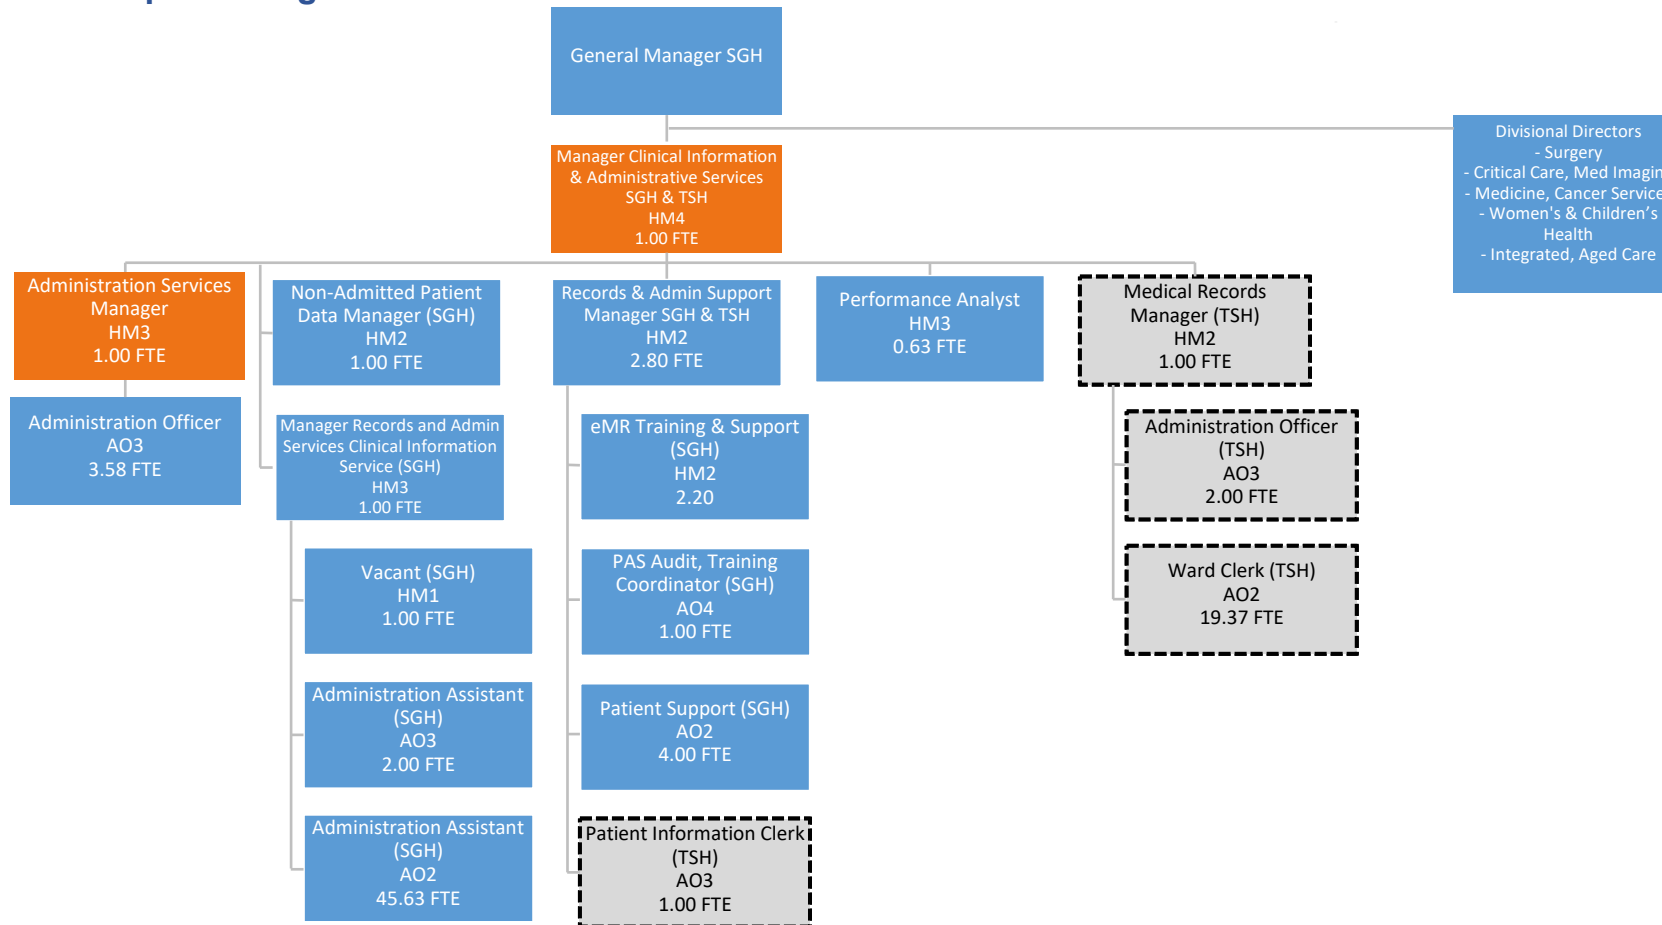 General Manager SGH
Manager Clinical Information
& Administrative Services
SGH & TSH
HM4
1.00 FTE
Divisional Directors
- Surgery
- Critical Care, Med Imagin
- Medicine, Cancer Service
- Women's & Children’s
Health
- Integrated, Aged Care
Administration Services
Manager
HM3
1.00 FTE
Administration Officer
AO3
3.58 FTE
Non-Admitted Patient
Data Manager (SGH)
HM2
1.00 FTE
Manager Records and Admin
Services Clinical Information
Service (SGH)
HM3
1.00 FTE
Vacant (SGH)
HM1
1.00 FTE
Administration Assistant
(SGH)
AO3
2.00 FTE
Administration Assistant
(SGH)
AO2
45.63 FTE
Records & Admin Support
Manager SGH & TSH
HM2
2.80 FTE
eMR Training & Support
(SGH)
HM2
2.20
PAS Audit, Training
Coordinator (SGH)
AO4
1.00 FTE
Patient Support (SGH)
AO2
4.00 FTE
Patient Information Clerk
(TSH)
AO3
1.00 FTE
Performance Analyst
HM3
0.63 FTE
Medical Records
Manager (TSH)
HM2
1.00 FTE
Administration Officer
(TSH)
AO3
2.00 FTE
Ward Clerk (TSH)
AO2
19.37 FTE